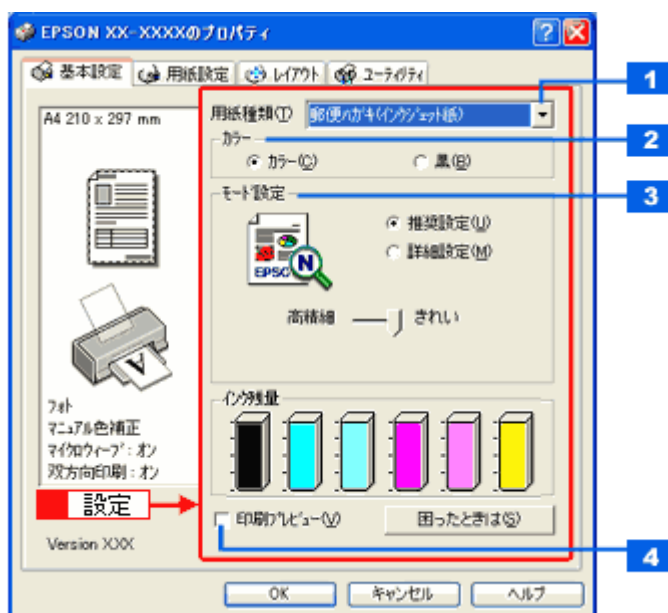 EPSON XX-XXXXのプロパティ
基本設定 用紙設定 レイアウト ユーティリティ
A4 210 x 297 mm
用紙種類(T) 郵便ハガキ(インクジェット紙)
1
カラー
2
カラー(C) 黒(B)
モード設定
3
推奨設定(U)
詳細設定(M)
EPSON
N
高精細 きれい
A
フォト
マニュアル色補正
マイクロウィーブ : オン
双方向印刷 : オン
インク残量
設定
印刷プレビュー(V) 困ったときは(S)
Version XXX
4
OK キャンセル ヘルプ